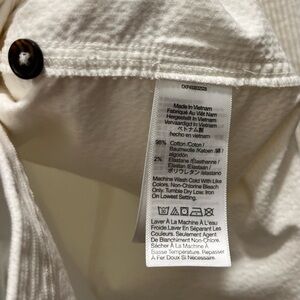 Made in Vietnam
Fabriqué Au Viêt Nam
Hergestellt in Vietnam
Vervaardigd in Vietnam
ベトナム製
hecho en vietnam
98% Cotton /Coton/
Baumwolle /Katoen /綿 /
algodón
2% Elastane /Élasthanne /
Elastan /Elastaan /
ポリウレタン /elastano
Machine Wash Cold With Like
Colors. Non-Chlorine Bleach
Only. Tumble Dry Low. Iron
On Low If Needed.
Laver À La Machine À L'Eau
Froide.Laver En Séparant Les
Couleurs. Seulement Agent
De Blanchiment Non-Chlore.
Sécher À La Machine À
Basse Température. Repasser
À Fer Doux Si Nécessaire.